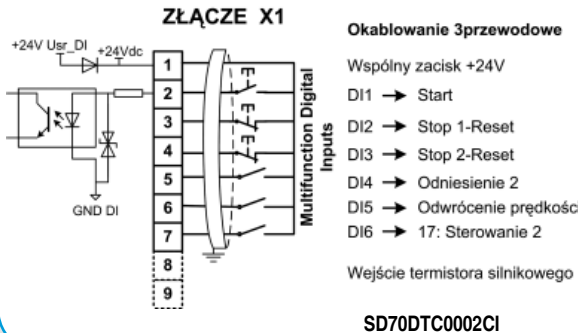 ZŁĄCZE X1
+24V Usr_DI
+24Vdc
GND DI
1
2
3
4
5
6
7
8
9
Multifunction Digital
Inputs
Okablowanie 3przewodowe
Wspólny zacisk +24V
DI1 → Start
DI2 → Stop 1-Reset
DI3 → Stop 2-Reset
DI4 → Odniesienie 2
DI5 → Odwrócenie prędkości
DI6 → 17: Sterowanie 2
Wejście termistora silnikowego
SD70DTC0002CI